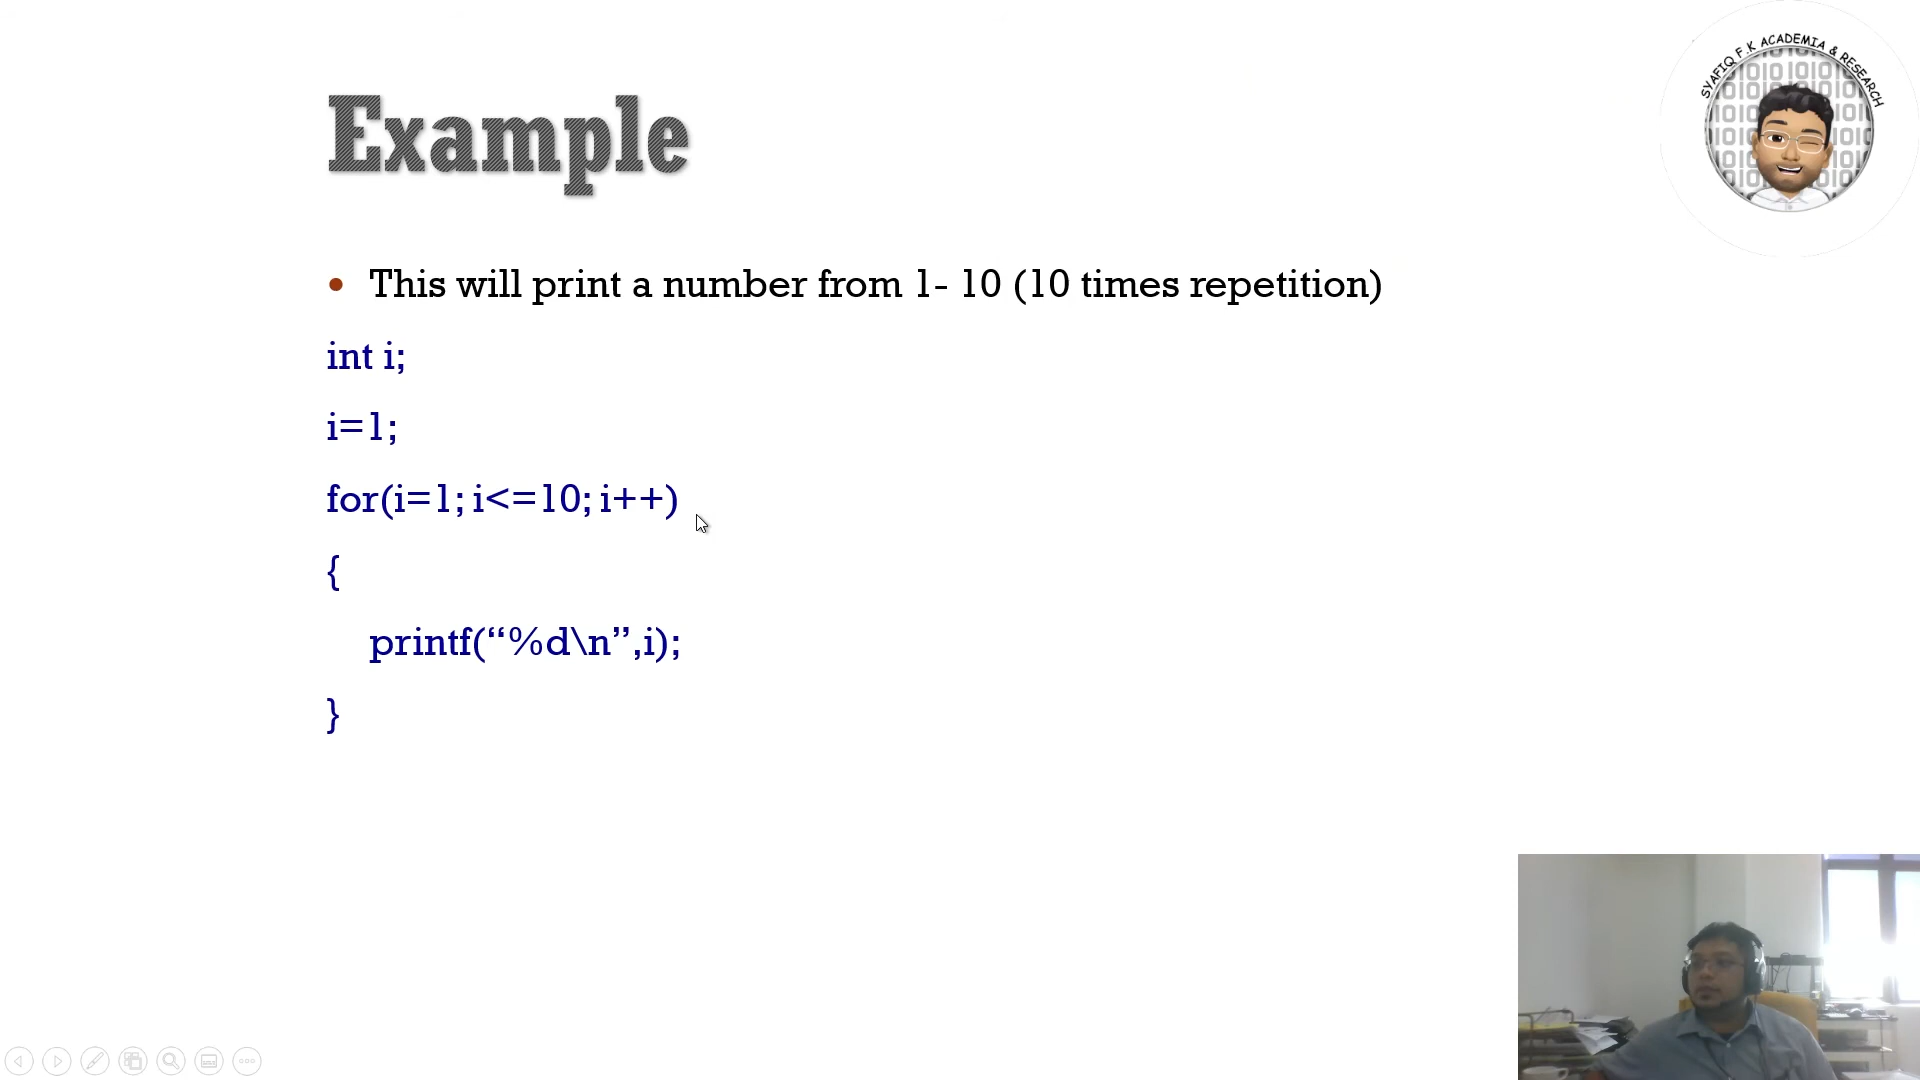 SYAFIQ F.K ACADEMIA & RESEARCH
Example
• This will print a number from 1- 10 (10 times repetition)
int i;
i=1;
for(i=1; i<=10; i++)
{
printf(“%d\n”,i);
}